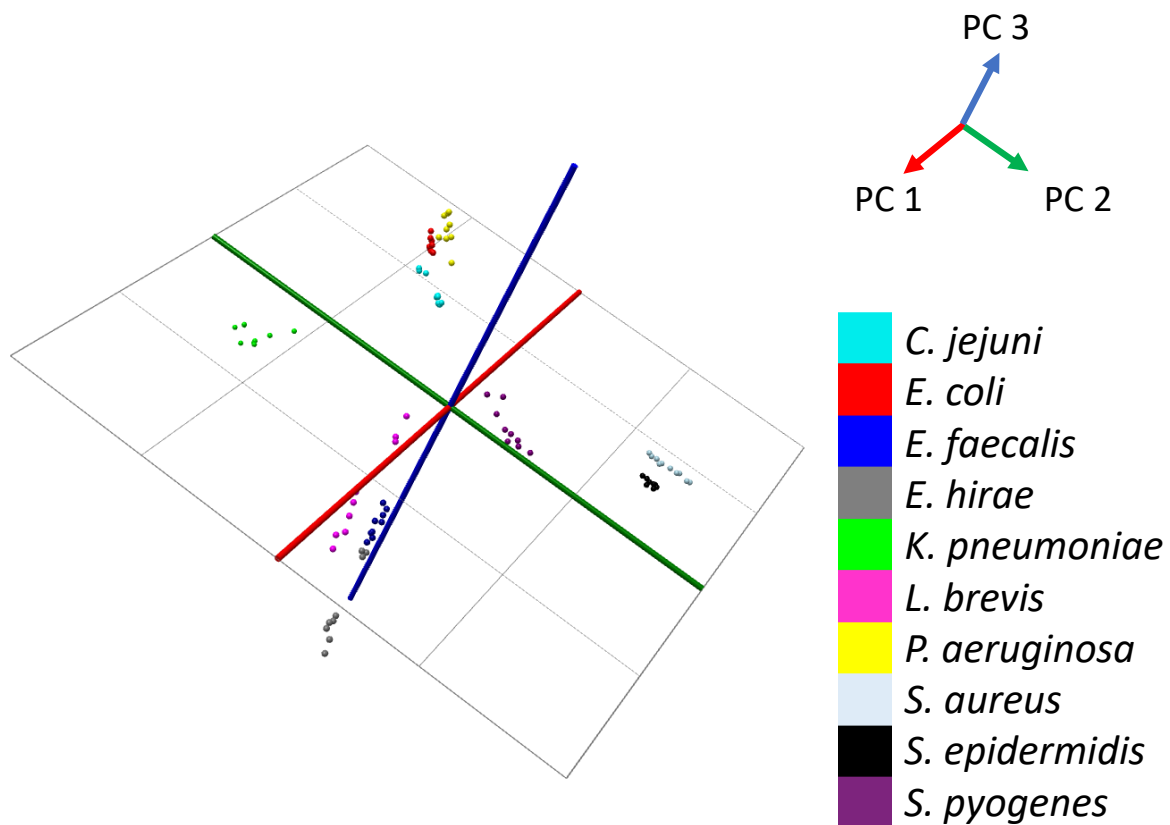 PC 3
PC 1
PC 2
C. jejuni
E. coli
E. faecalis
E. hirae
K. pneumoniae
L. brevis
P. aeruginosa
S. aureus
S. epidermidis
S. pyogenes